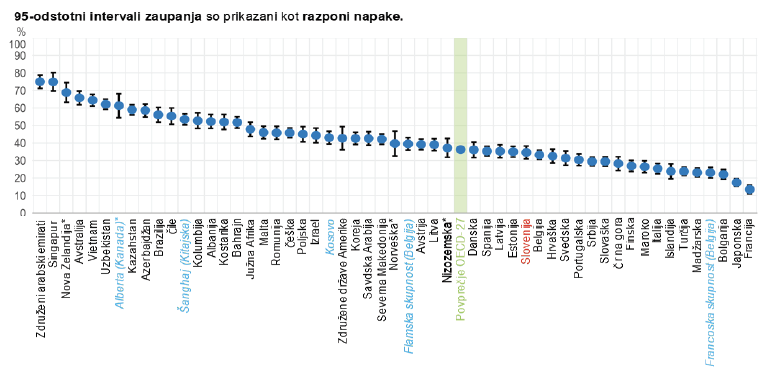 95-odstotni intervali zaupanja so prikazani kot razponi napake.
%
100
90
80
70
60
50
40
30
20
10
0
Združeni arabski emirati
Singapur
Nova Zelandija*
Avstralija
Vietnam
Uzbekistan
Alberta (Kanada)*
Kazahstan
Azerbajdžan
Brazilija
Čile
Šanghaj (Kitajska)
Kolumbija
Albanija
Kostarika
Bahrajn
Južna Afrika
Malta
Romunija
Češka
Poljska
Izrael
Kosovo
Združene države Amerike
Koreja
Savdska Arabija
Severna Makedonija
Norveška*
Flamska skupnost (Belgija)
Avstrija
Litva
Nizozemska*
Povprečje OECD-27
Danska
Španija
Latvija
Estonija
Slovenija
Belgija
Hrvaška
Švedska
Portugalska
Srbija
Slovaška
Črna gora
Finska
Maroko
Italija
Islandija
Turčija
Madžarska
Francoska skupnost (Belgija)
Bolgarija
Japonska
Francija